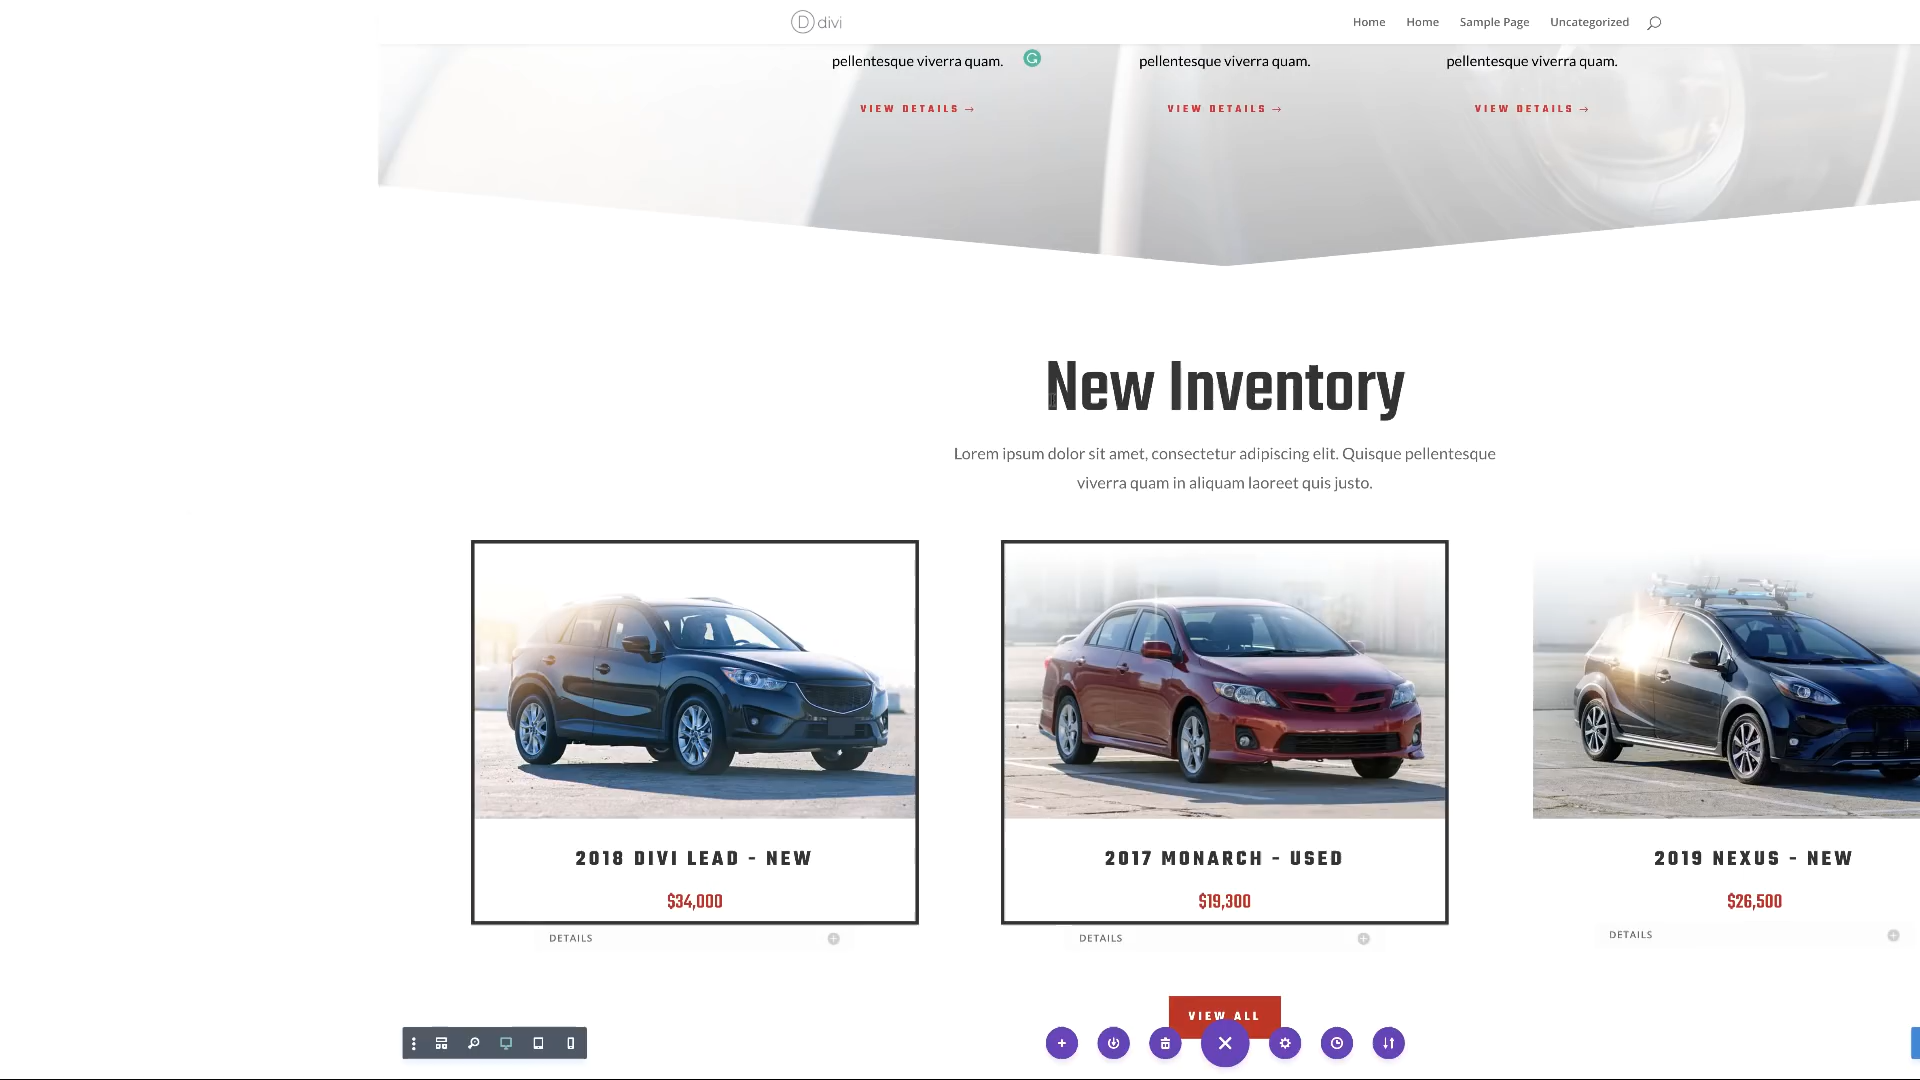 divi
Home Home Sample Page Uncategorized
pellentesque viverra quam. pellentesque viverra quam. pellentesque viverra quam.
VIEW DETAILS → VIEW DETAILS → VIEW DETAILS →
New Inventory
Lorem ipsum dolor sit amet, consectetur adipiscing elit. Quisque pellentesque
viverra quam in aliquam laoreet quis justo.
2018 DIVI LEAD - NEW
$34,000
DETAILS
2017 MONARCH - USED
$19,300
DETAILS
2019 NEXUS - NEW
$26,500
DETAILS
VIEW ALL